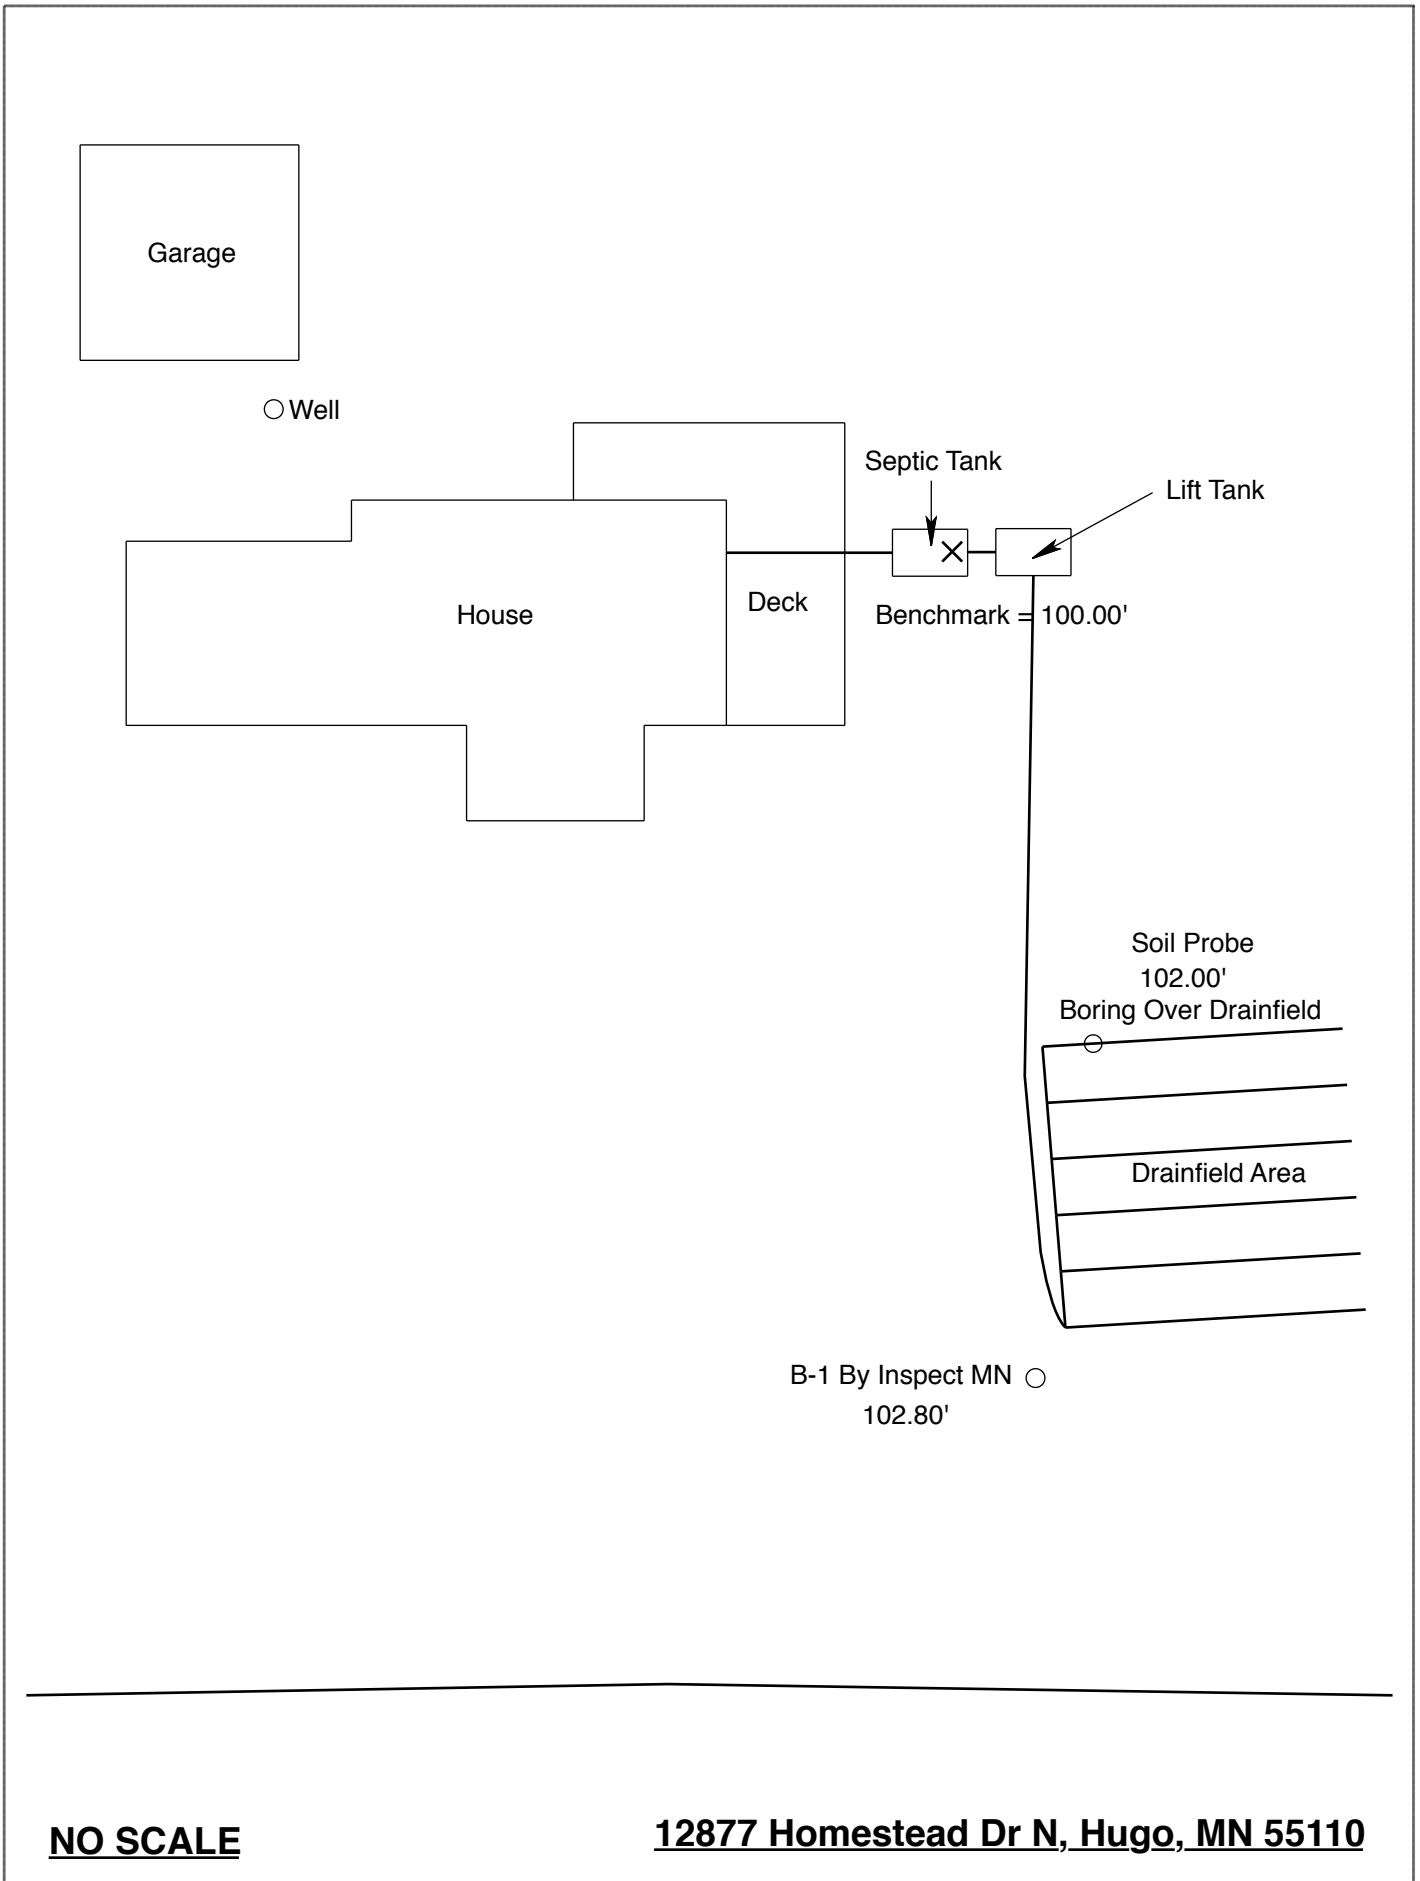 Garage
Well
Septic Tank
Lift Tank
Deck
House
Benchmark = 100.00'
Soil Probe
102.00'
Boring Over Drainfield
Drainfield Area
B-1 By Inspect MN
102.80'
NO SCALE
12877 Homestead Dr N, Hugo, MN 55110